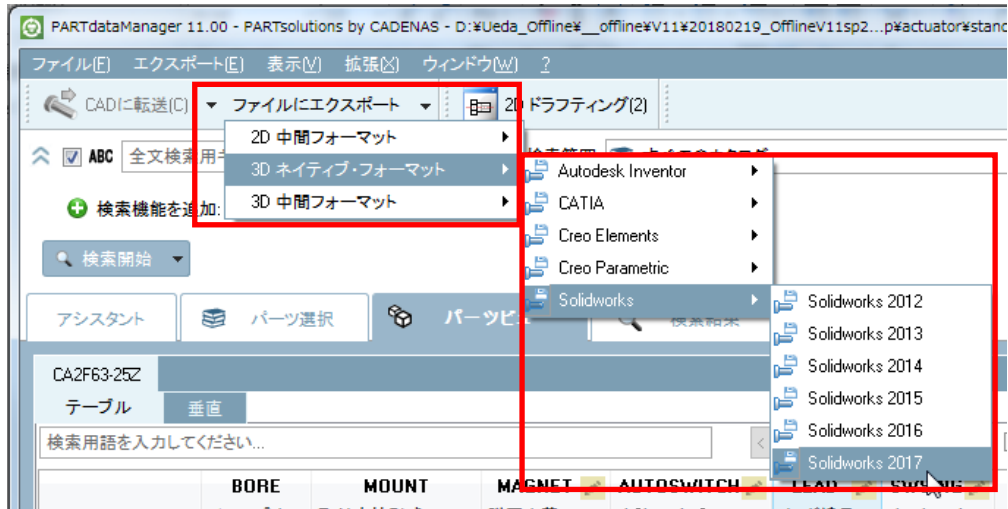 PARTdataManager 11.00 - PARTsolutions by CADENAS - D:¥Ueda_Offline¥__offline¥V11¥20180219_OfflineV11sp2...p¥actuator¥stand
ファイル(F) エクスポート(E) 表示(V) 拡張(X) ウィンドウ(W) ?
CADに転送(C) ファイルにエクスポート 2D ドラフティング(2)
2D 中間フォーマット
ABC 全文検索用
3D ネイティブ・フォーマット
Autodesk Inventor
検索機能を追加:
3D 中間フォーマット
CATIA
Creo Elements
検索開始
Creo Parametric
Solidworks
Solidworks 2012
アシスタント パーツ選択 パーツビュ 検索結果
Solidworks 2013
Solidworks 2014
CA2F63-25Z
Solidworks 2015
テーブル 垂直
Solidworks 2016
検索用語を入力してください...
Solidworks 2017
BORE MOUNT MAGNET AUTOSWITCH LEAD